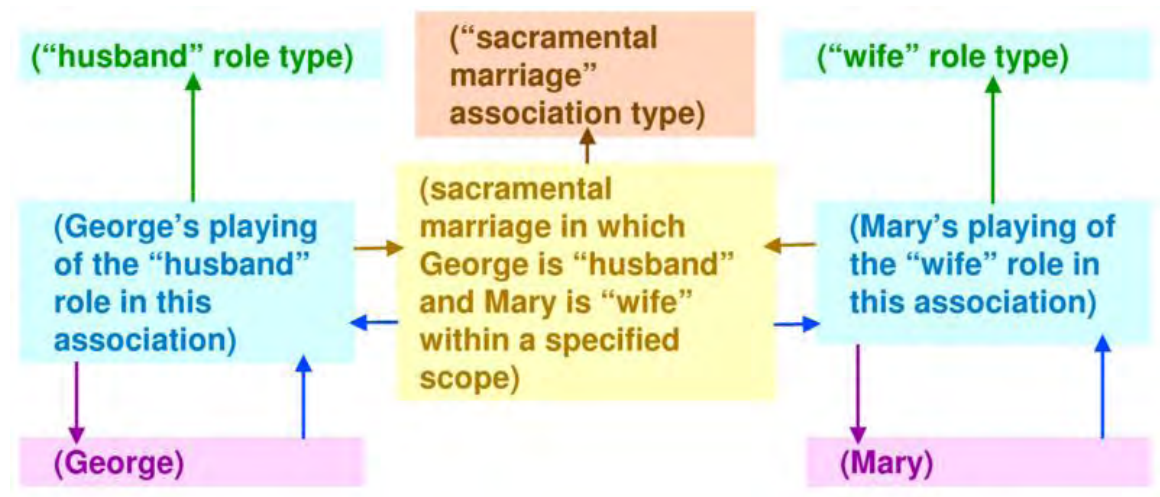 (“husband” role type)
(“sacramental
marriage”
association type)
(“wife” role type)
(George’s playing
of the “husband”
role in this
association)
(sacramental
marriage in which
George is “husband”
and Mary is “wife”
within a specified
scope)
(Mary’s playing of
the “wife” role in
this association)
(George)
(Mary)